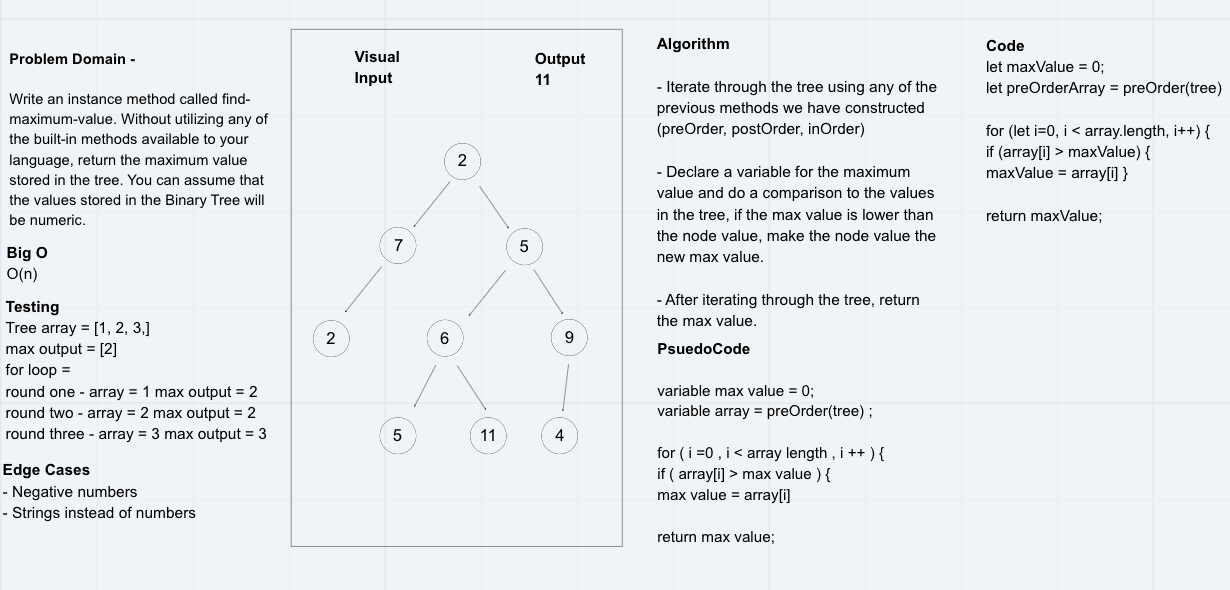 Problem Domain -
Write an instance method called find-
maximum-value. Without utilizing any of
the built-in methods available to your
language, return the maximum value
stored in the tree. You can assume that
the values stored in the Binary Tree will
be numeric.
Big O
O(n)
Testing
Tree array = [1, 2, 3,]
max output = [2]
for loop =
round one - array = 1 max output = 2
round two - array = 2 max output = 2
round three - array = 3 max output = 3
Edge Cases
- Negative numbers
- Strings instead of numbers
Visual
Input
Output
11
2
7
5
2
6
9
5
11
4
Algorithm
- Iterate through the tree using any of the
previous methods we have constructed
(preOrder, postOrder, inOrder)
- Declare a variable for the maximum
value and do a comparison to the values
in the tree, if the max value is lower than
the node value, make the node value the
new max value.
- After iterating through the tree, return
the max value.
PsuedoCode
variable max value = 0;
variable array = preOrder(tree) ;
for ( i =0 , i < array length , i ++ ) {
if ( array[i] > max value ) {
max value = array[i]
return max value;
Code
let maxValue = 0;
let preOrderArray = preOrder(tree)
for (let i=0, i < array.length, i++) {
if (array[i] > maxValue) {
maxValue = array[i] }
return maxValue;